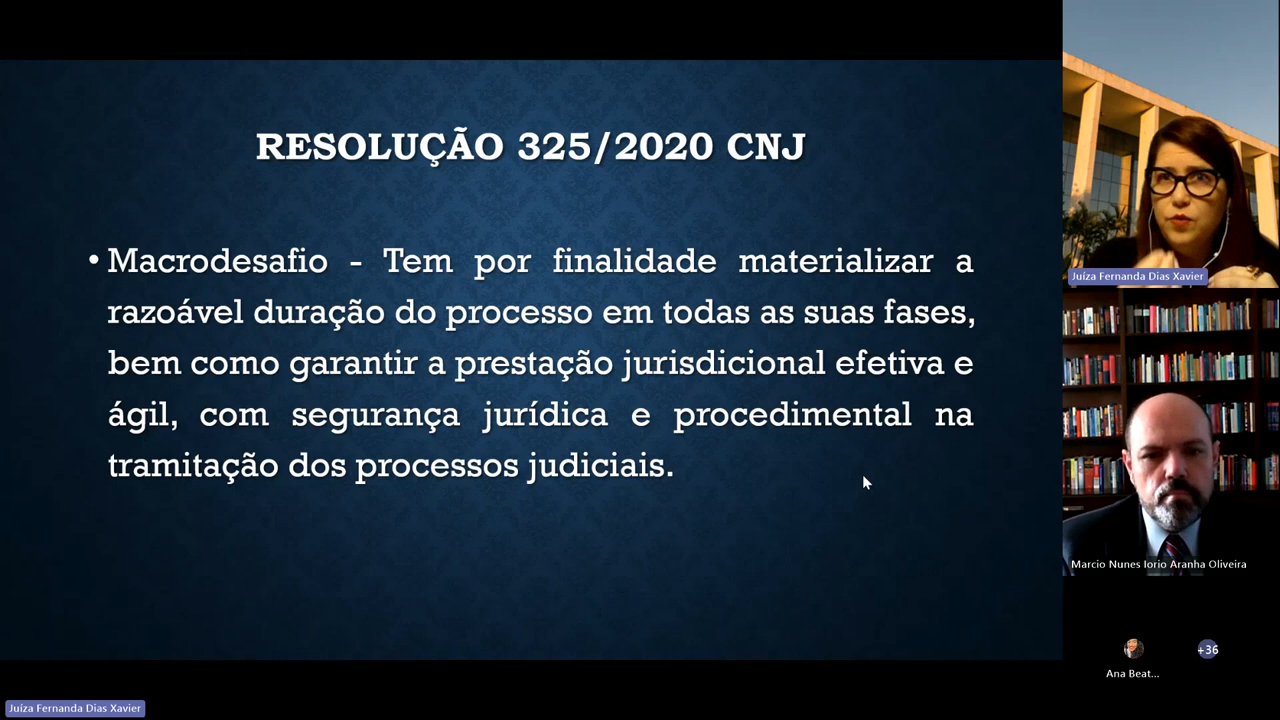 RESOLUÇÃO 325/2020 CNJ
• Macrodesafio - Tem por finalidade materializar a
razoável duração do processo em todas as suas fases,
bem como garantir a prestação jurisdicional efetiva e
ágil, com segurança jurídica e procedimental na
tramitação dos processos judiciais.
Juíza Fernanda Dias Xavier
Marcio Nunes Iorio Aranha Oliveira
Ana Beat...
+36
Juíza Fernanda Dias Xavier